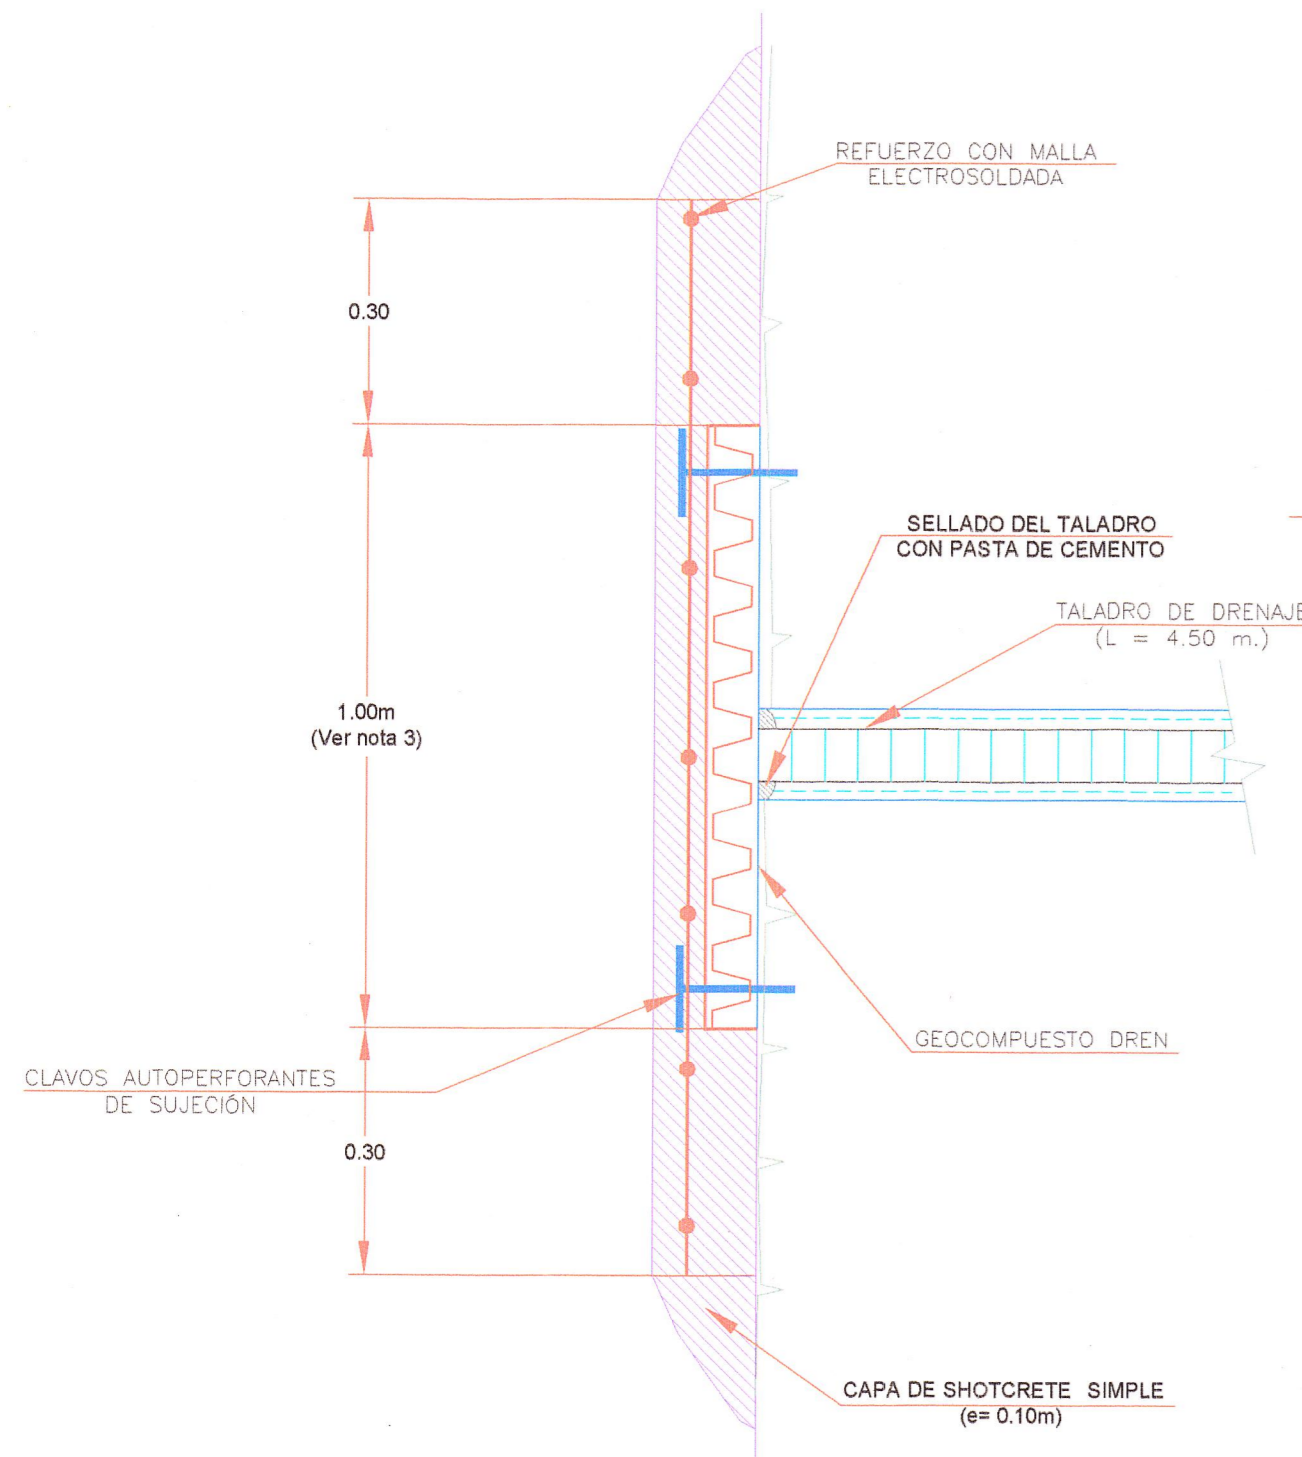 REFUERZO CON MALLA
ELECTROSOLDADA
0.30
SELLADO DEL TALADRO
CON PASTA DE CEMENTO
TALADRO DE DRENAJE
(L = 4.50 m.)
1.00m
(Ver nota 3)
GEOCOMPUESTO DREN
CLAVOS AUTOPERFORANTES
DE SUJECIÓN
0.30
CAPA DE SHOTCRETE SIMPLE
(e= 0.10m)